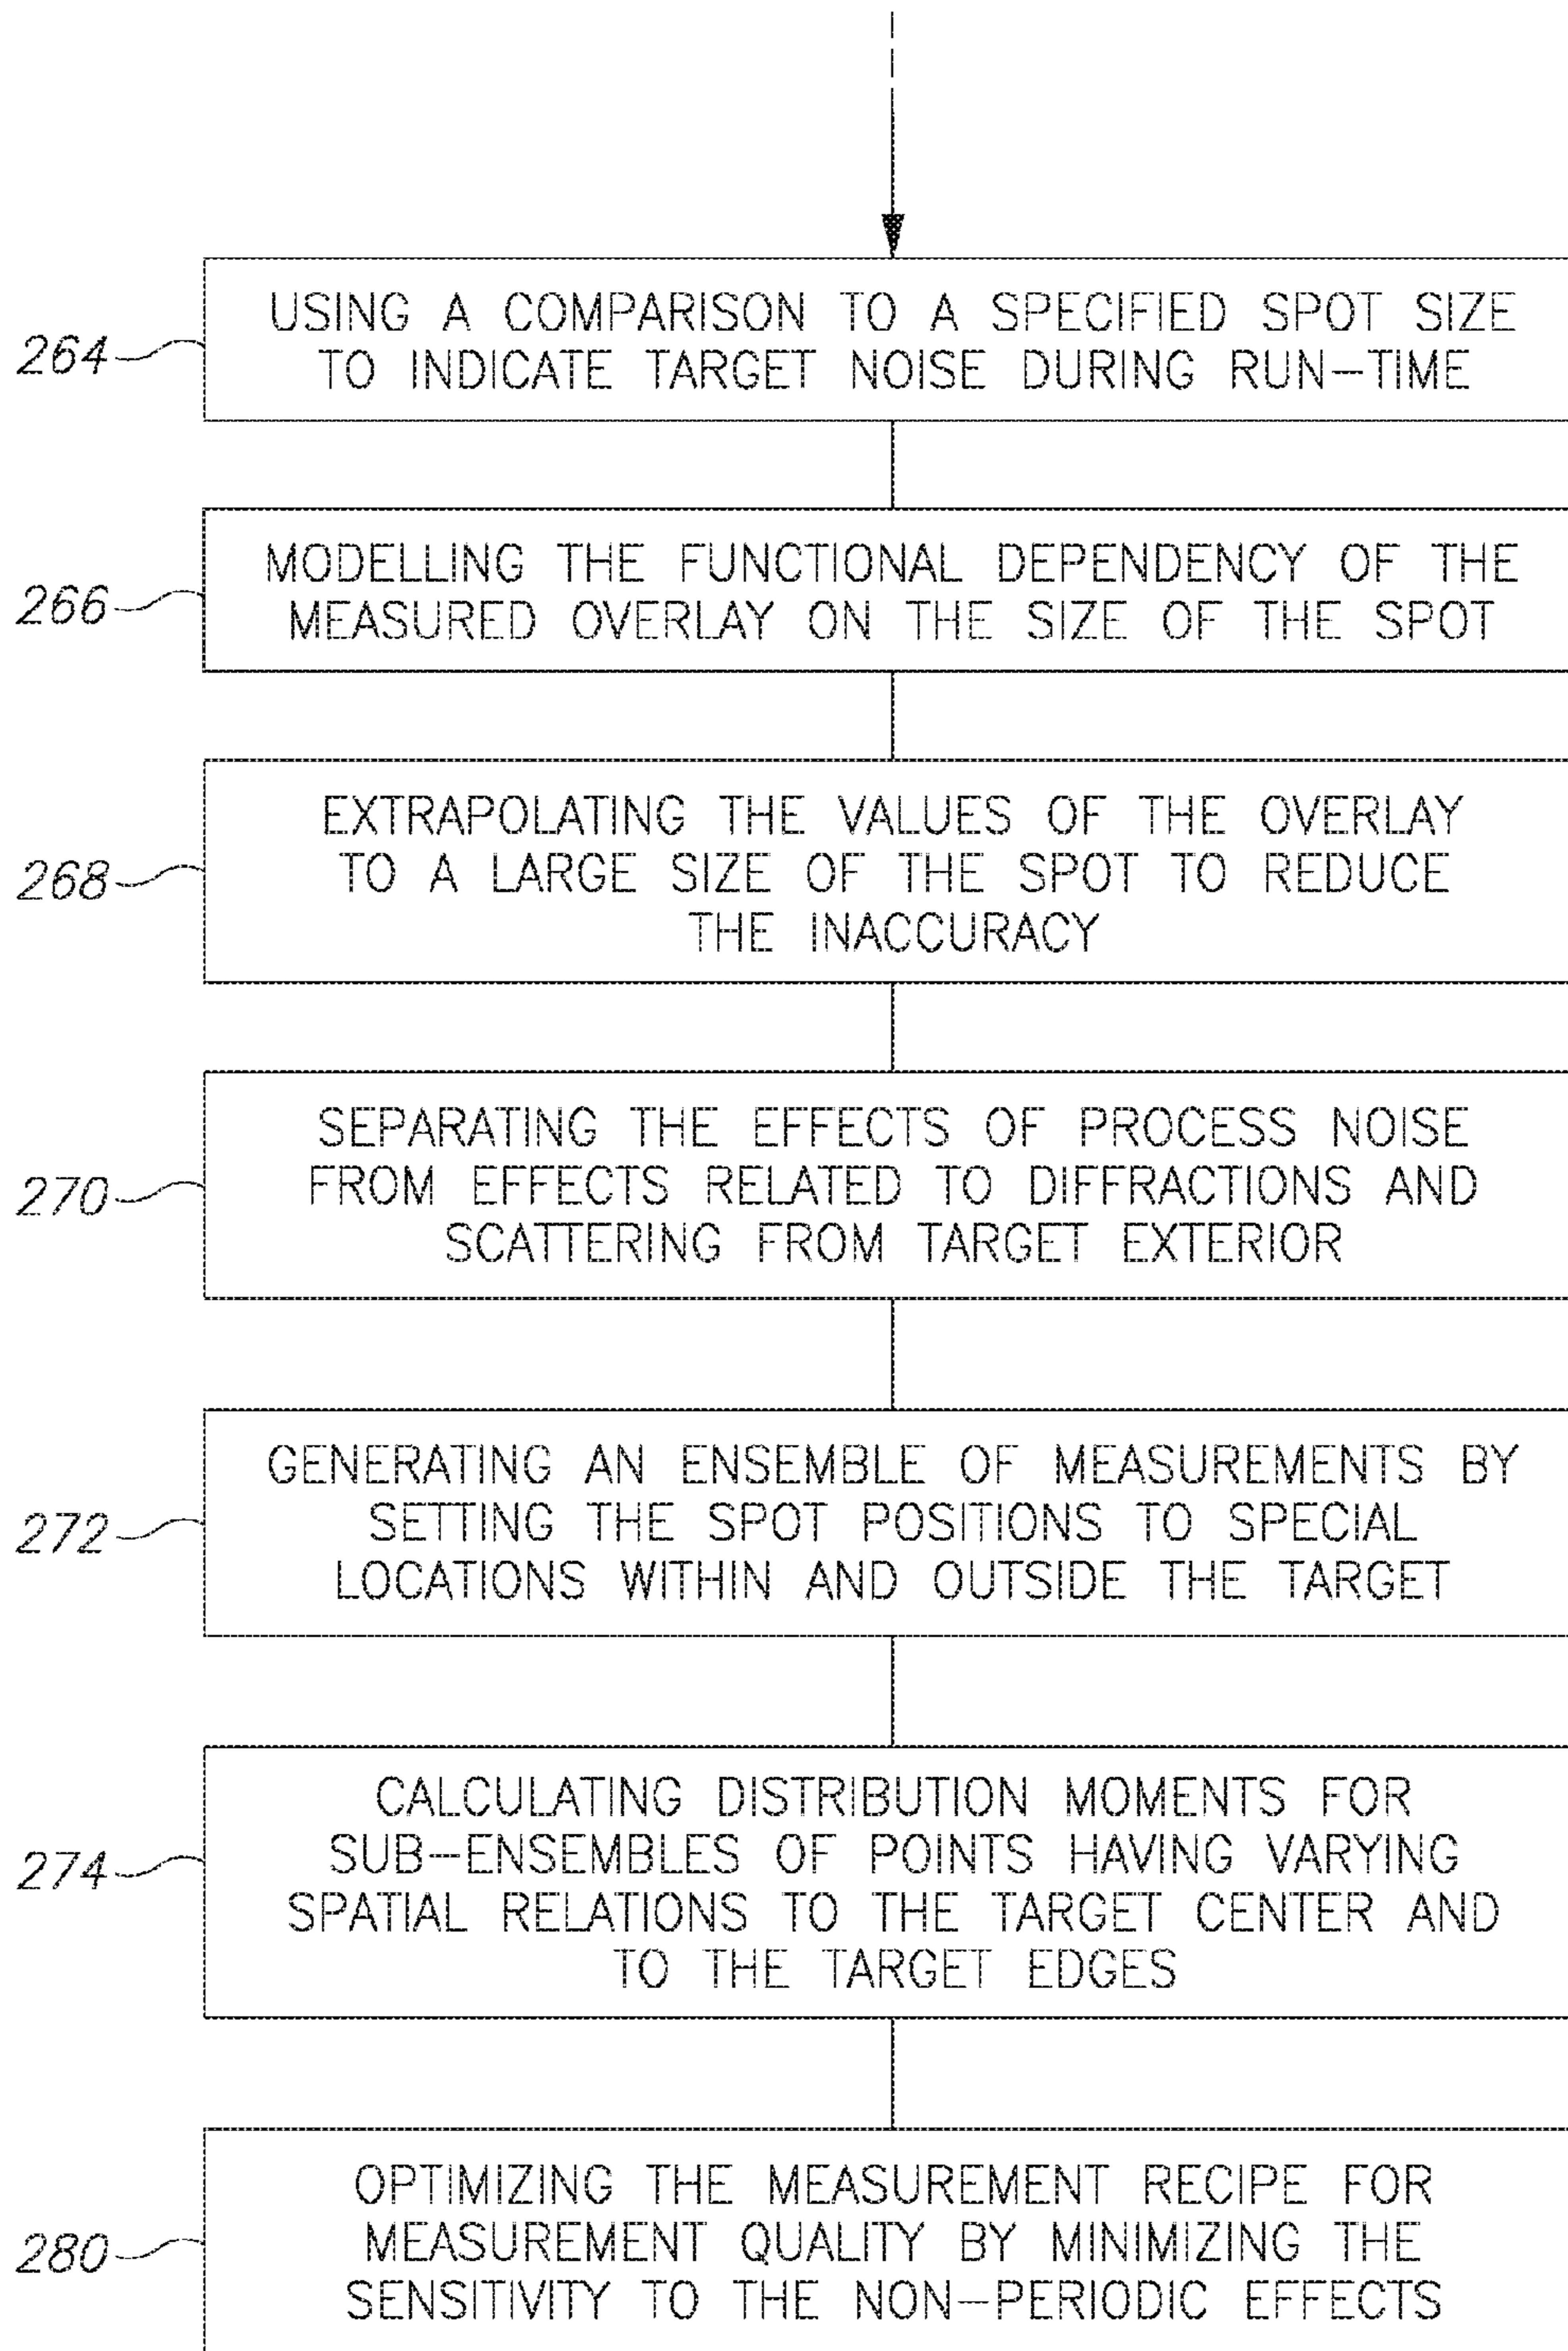 264
USING A COMPARISON TO A SPECIFIED SPOT SIZE
TO INDICATE TARGET NOISE DURING RUN-TIME
266
MODELLING THE FUNCTIONAL DEPENDENCY OF THE
MEASURED OVERLAY ON THE SIZE OF THE SPOT
268
EXTRAPOLATING THE VALUES OF THE OVERLAY
TO A LARGE SIZE OF THE SPOT TO REDUCE
THE INACCURACY
270
SEPARATING THE EFFECTS OF PROCESS NOISE
FROM EFFECTS RELATED TO DIFFRACTIONS AND
SCATTERING FROM TARGET EXTERIOR
272
GENERATING AN ENSEMBLE OF MEASUREMENTS BY
SETTING THE SPOT POSITIONS TO SPECIAL
LOCATIONS WITHIN AND OUTSIDE THE TARGET
274
CALCULATING DISTRIBUTION MOMENTS FOR
SUB-ENSEMBLES OF POINTS HAVING VARYING
SPATIAL RELATIONS TO THE TARGET CENTER AND
TO THE TARGET EDGES
280
OPTIMIZING THE MEASUREMENT RECIPE FOR
MEASUREMENT QUALITY BY MINIMIZING THE
SENSITIVITY TO THE NON-PERIODIC EFFECTS